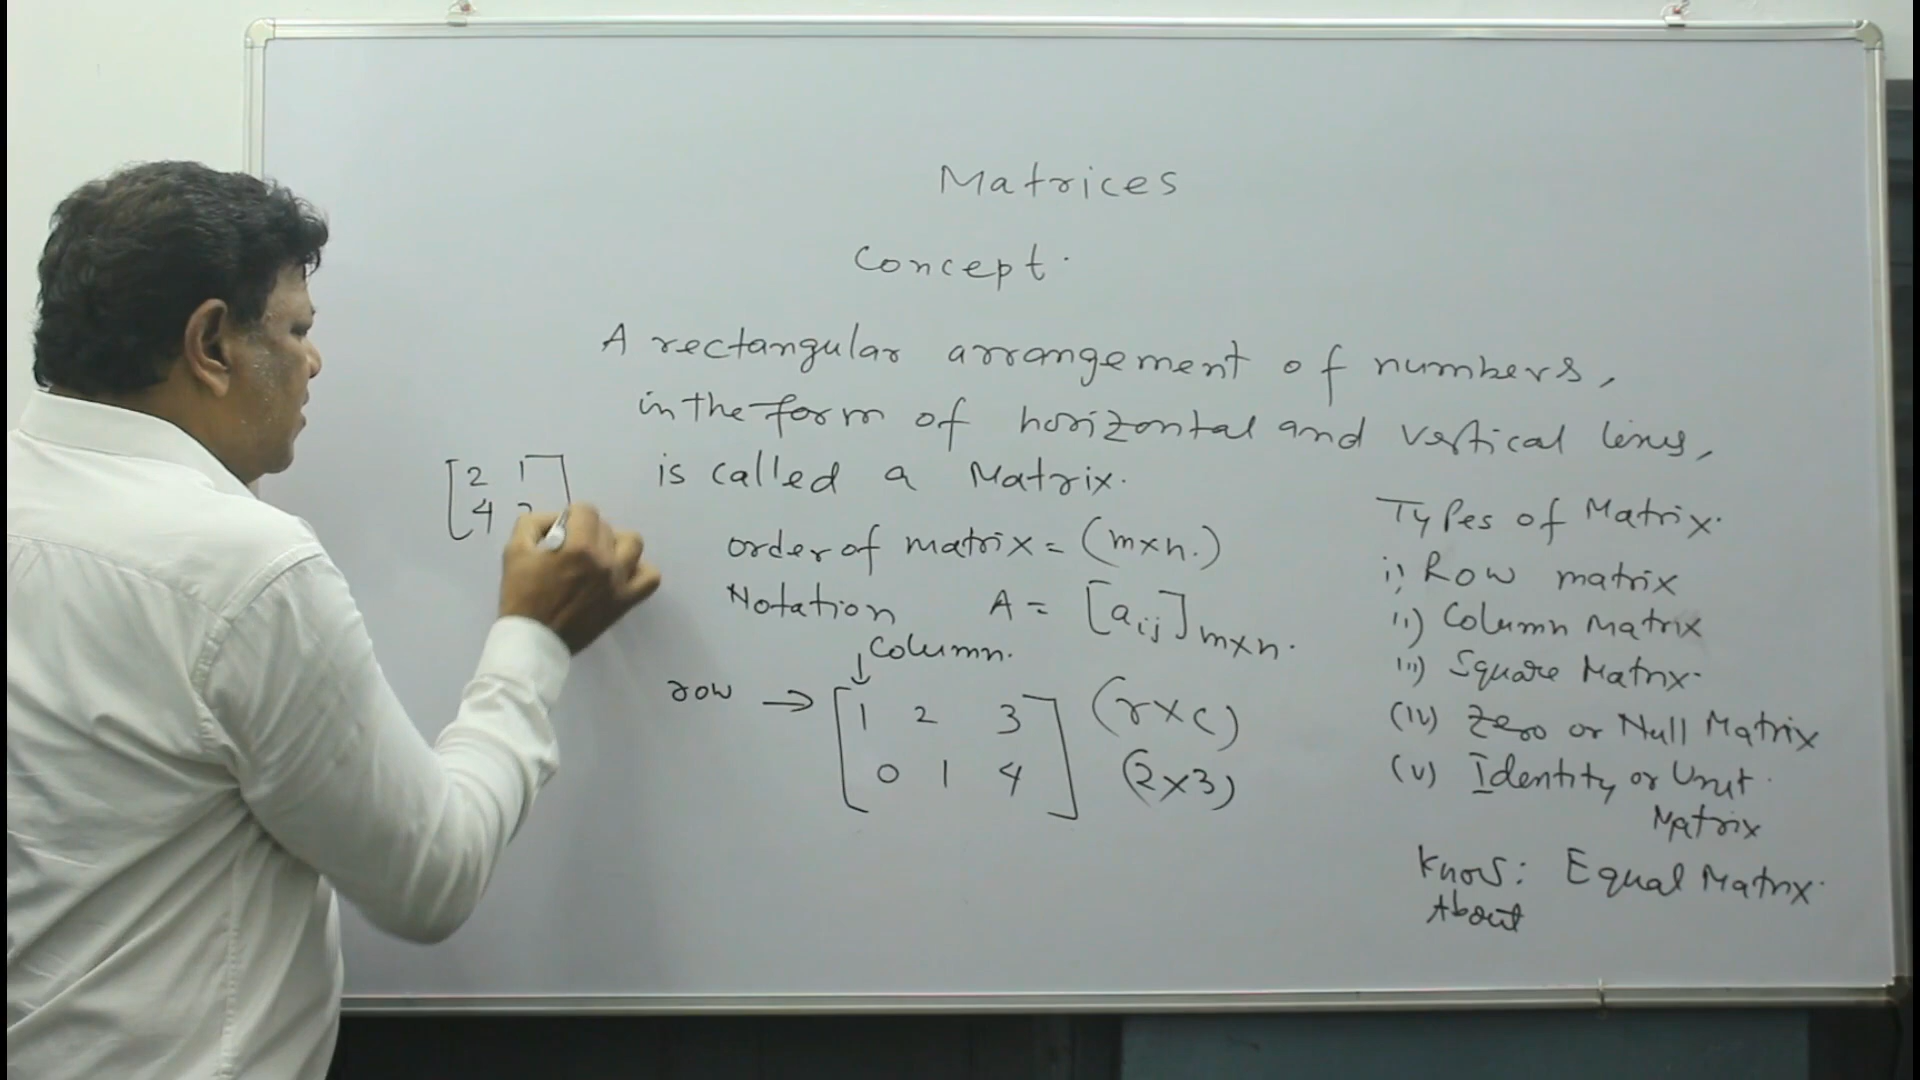 Matrices
Concept.
A rectangular arrangement of numbers,
in the form of horizontal and vertical lines,
is called a Matrix.
[2 1
4
order of matrix = (m×n.)
Notation A = [aij]m×n.
↓ Column.
row → [1 2 3] (r×c)
0 1 4 (2×3)
Types of Matrix.
i) Row matrix
ii) Column Matrix
iii) Square Matrix.
(iv) Zero or Null Matrix
(v) Identity or Unit.
Matrix
Know: Equal Matrix.
About